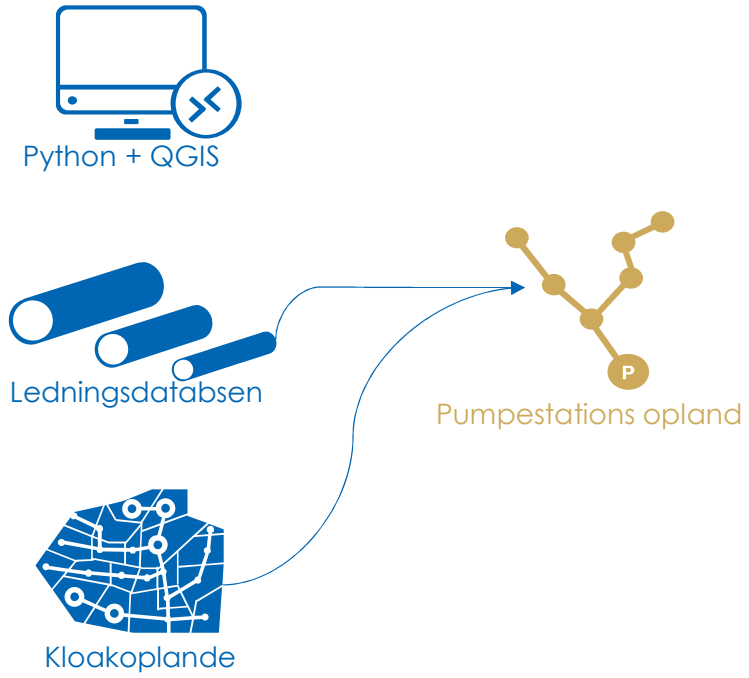 Python + QGIS
Ledningsdatabsen
P
Pumpestations opland
Kloakoplande